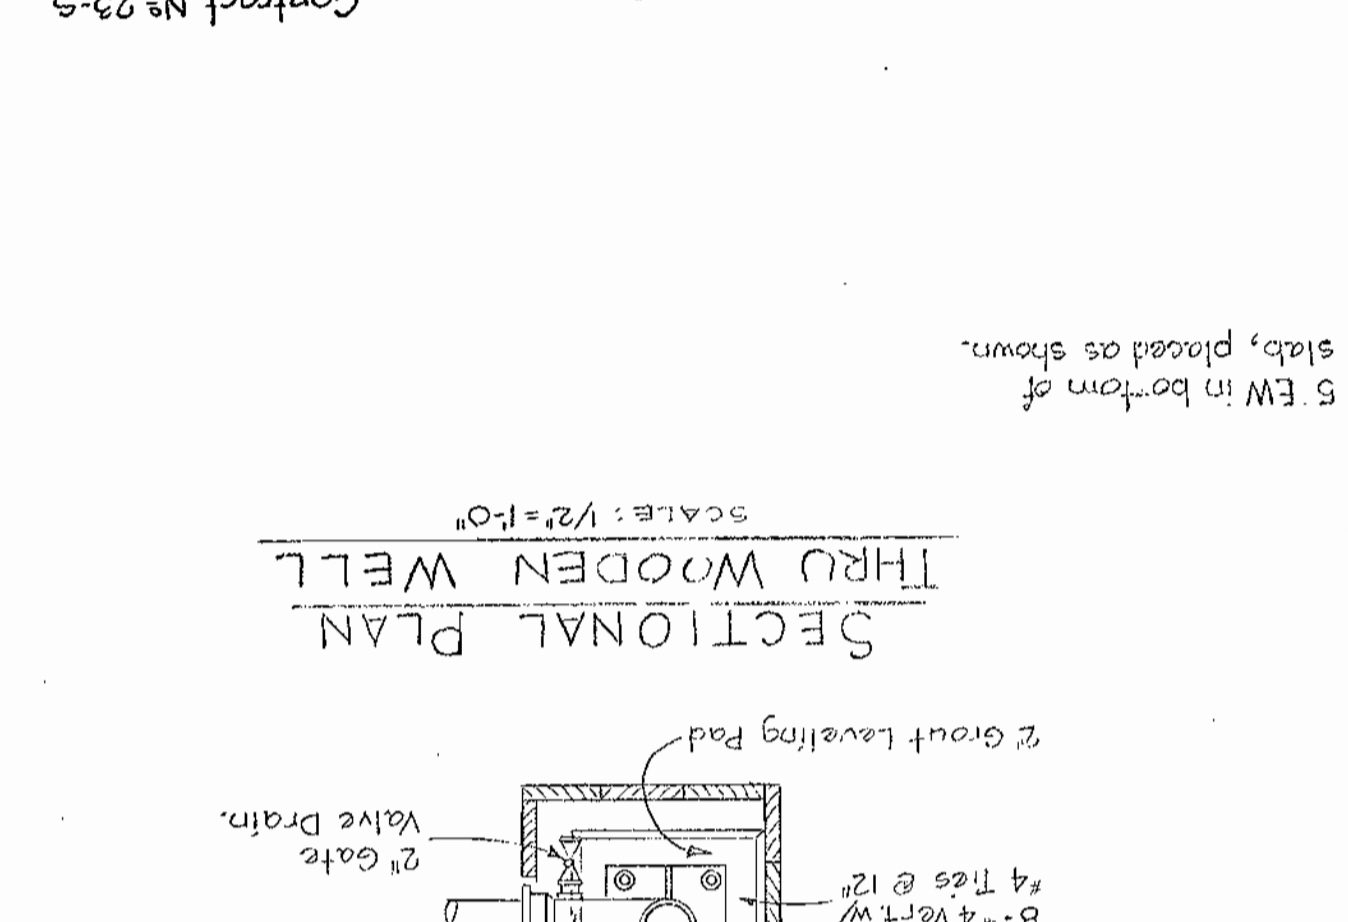 8-#4 Vert. W/
#4 Ties @ 12"
2" Gate
Valve Drain.
2" Grout Leveling Pad
SECTIONAL PLAN
THRU WOODEN WELL
SCALE: 1/2"=1'-0"
5 EW in bottom of
slab, placed as shown.
Contract Nº 23-S